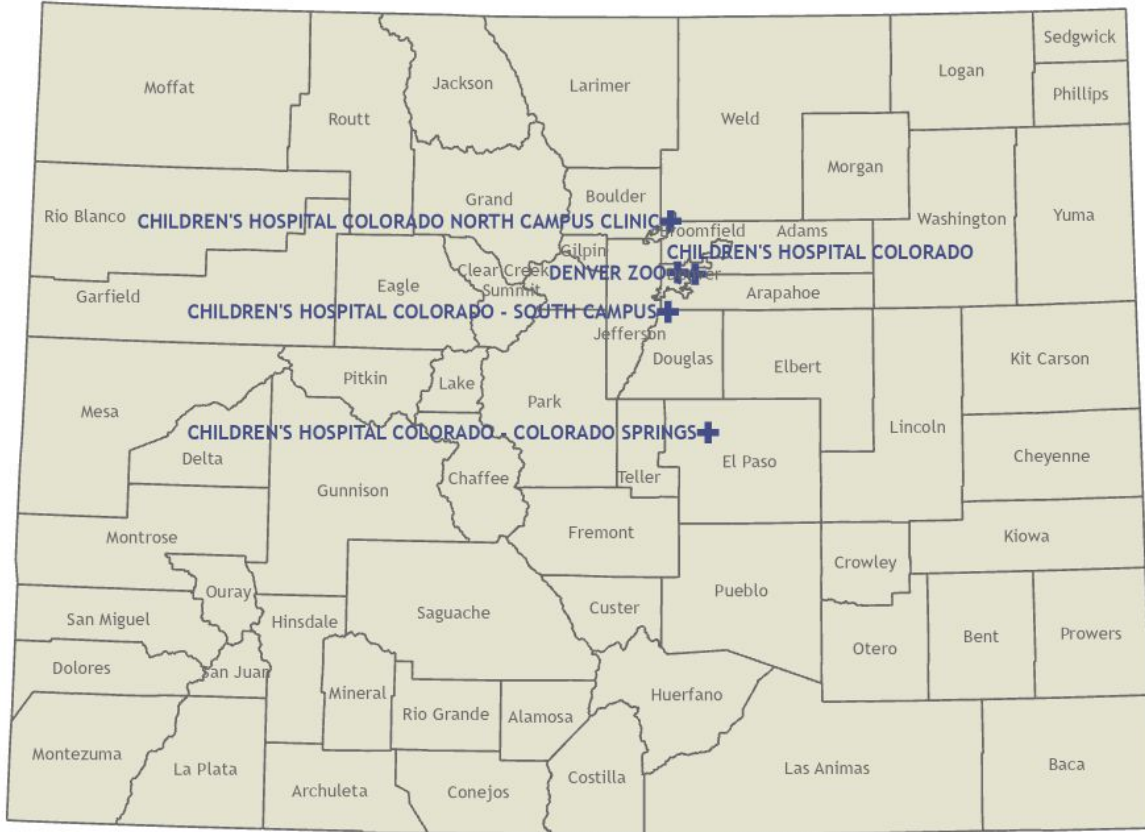 Sedgwick
Logan
Phillips
Moffat
Jackson
Larimer
Weld
Routt
Morgan
Rio Blanco
Grand
Boulder
Washington
Yuma
CHILDREN'S HOSPITAL COLORADO NORTH CAMPUS CLINIC
Broomfield
Adams
CHILDREN'S HOSPITAL COLORADO
Gilpin
Clear Creek
DENVER ZOO
Denver
Garfield
Eagle
Summit
Arapahoe
CHILDREN'S HOSPITAL COLORADO - SOUTH CAMPUS
Jefferson
Douglas
Elbert
Kit Carson
Pitkin
Lake
Park
Mesa
Lincoln
CHILDREN'S HOSPITAL COLORADO - COLORADO SPRINGS
Delta
Gunnison
Chaffee
Teller
El Paso
Cheyenne
Montrose
Fremont
Kiowa
Crowley
Ouray
Pueblo
San Miguel
Hinsdale
Saguache
Custer
Otero
Bent
Prowers
Dolores
San Juan
Mineral
Huerfano
Rio Grande
Alamosa
Montezuma
La Plata
Costilla
Las Animas
Baca
Archuleta
Conejos